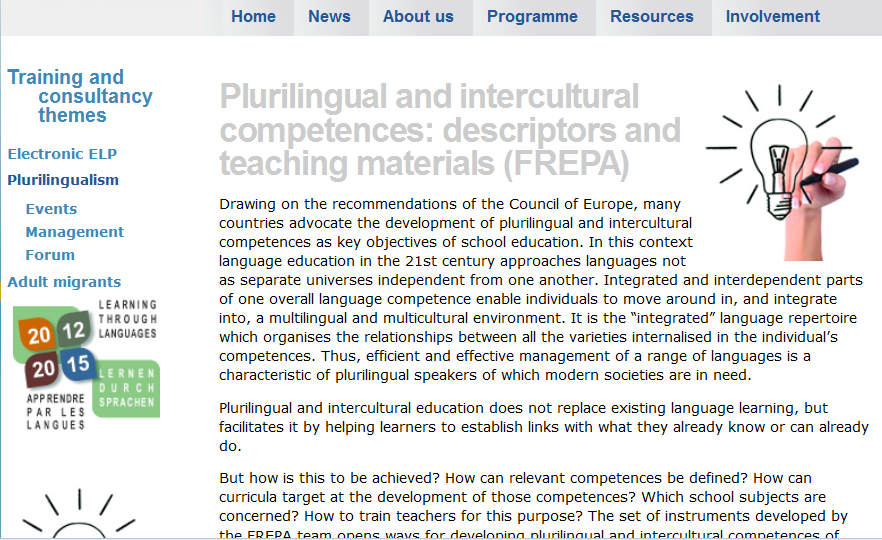 Home
News
About us
Programme
Resources
Involvement
Training and
consultancy
themes
Electronic ELP
Plurilingualism
Events
Management
Forum
Adult migrants
LEARNING
THROUGH
LANGUAGES
20 12
20 15
LERNEN
DURCH
SPRACHEN
APPRENDRE
PAR LES
LANGUES
Plurilingual and intercultural
competences: descriptors and
teaching materials (FREPA)
Drawing on the recommendations of the Council of Europe, many
countries advocate the development of plurilingual and intercultural
competences as key objectives of school education. In this context
language education in the 21st century approaches languages not
as separate universes independent from one another. Integrated and interdependent parts
of one overall language competence enable individuals to move around in, and integrate
into, a multilingual and multicultural environment. It is the “integrated” language repertoire
which organises the relationships between all the varieties internalised in the individual’s
competences. Thus, efficient and effective management of a range of languages is a
characteristic of plurilingual speakers of which modern societies are in need.
Plurilingual and intercultural education does not replace existing language learning, but
facilitates it by helping learners to establish links with what they already know or can already
do.
But how is this to be achieved? How can relevant competences be defined? How can
curricula target at the development of those competences? Which school subjects are
concerned? How to train teachers for this purpose? The set of instruments developed by
the FREPA team opens ways for developing plurilingual and intercultural competences of